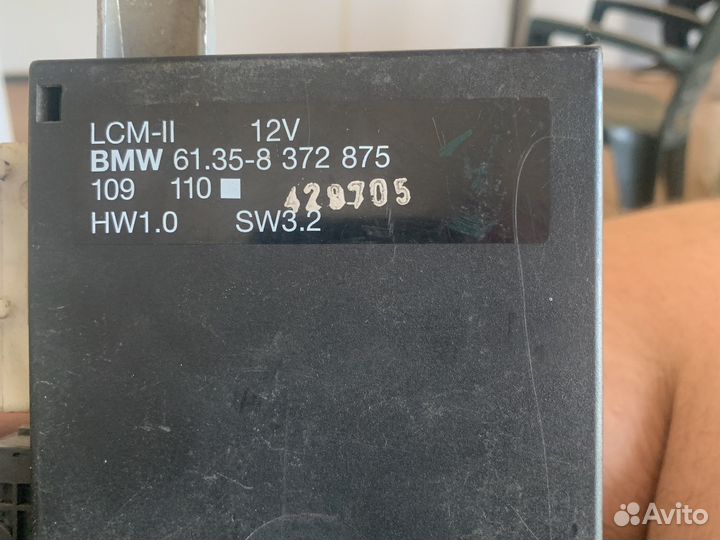 LCM-II 12V
BMW 61.35-8 372 875
109 110 428705
HW1.0 SW3.2
Avito